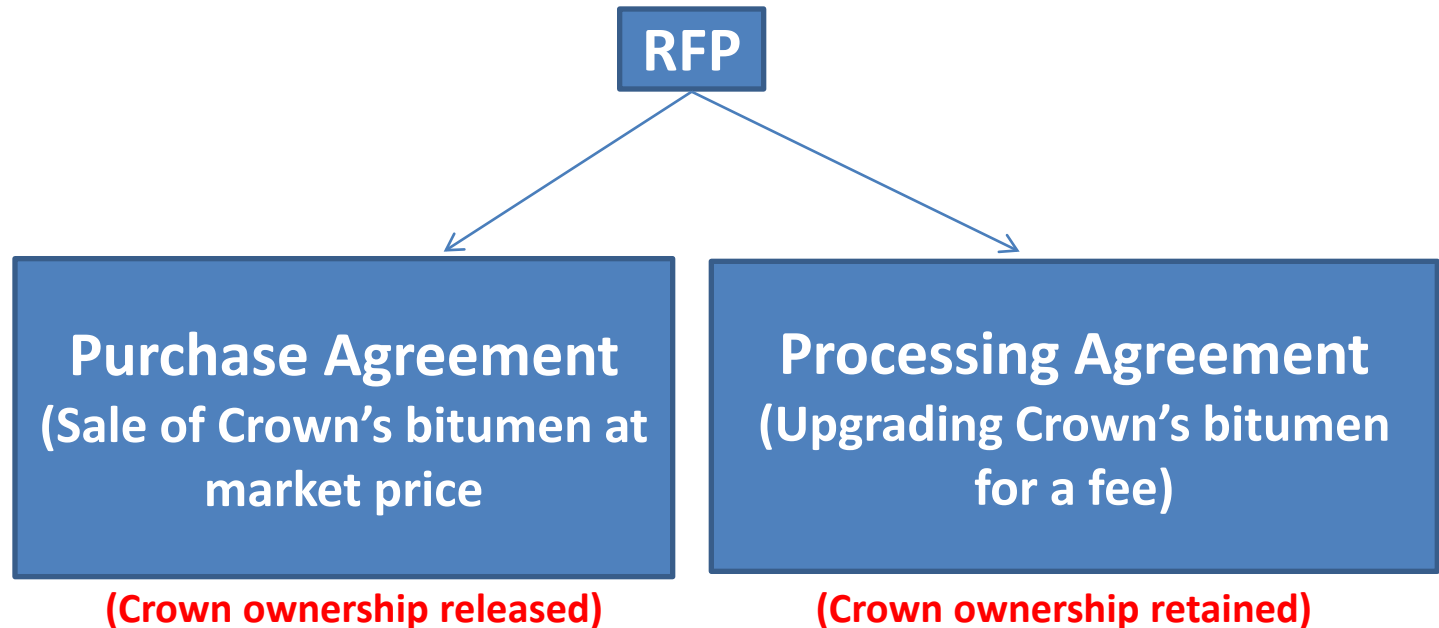 RFP
Purchase Agreement
(Sale of Crown’s bitumen at
market price
Processing Agreement
(Upgrading Crown’s bitumen
for a fee)
(Crown ownership released)
(Crown ownership retained)